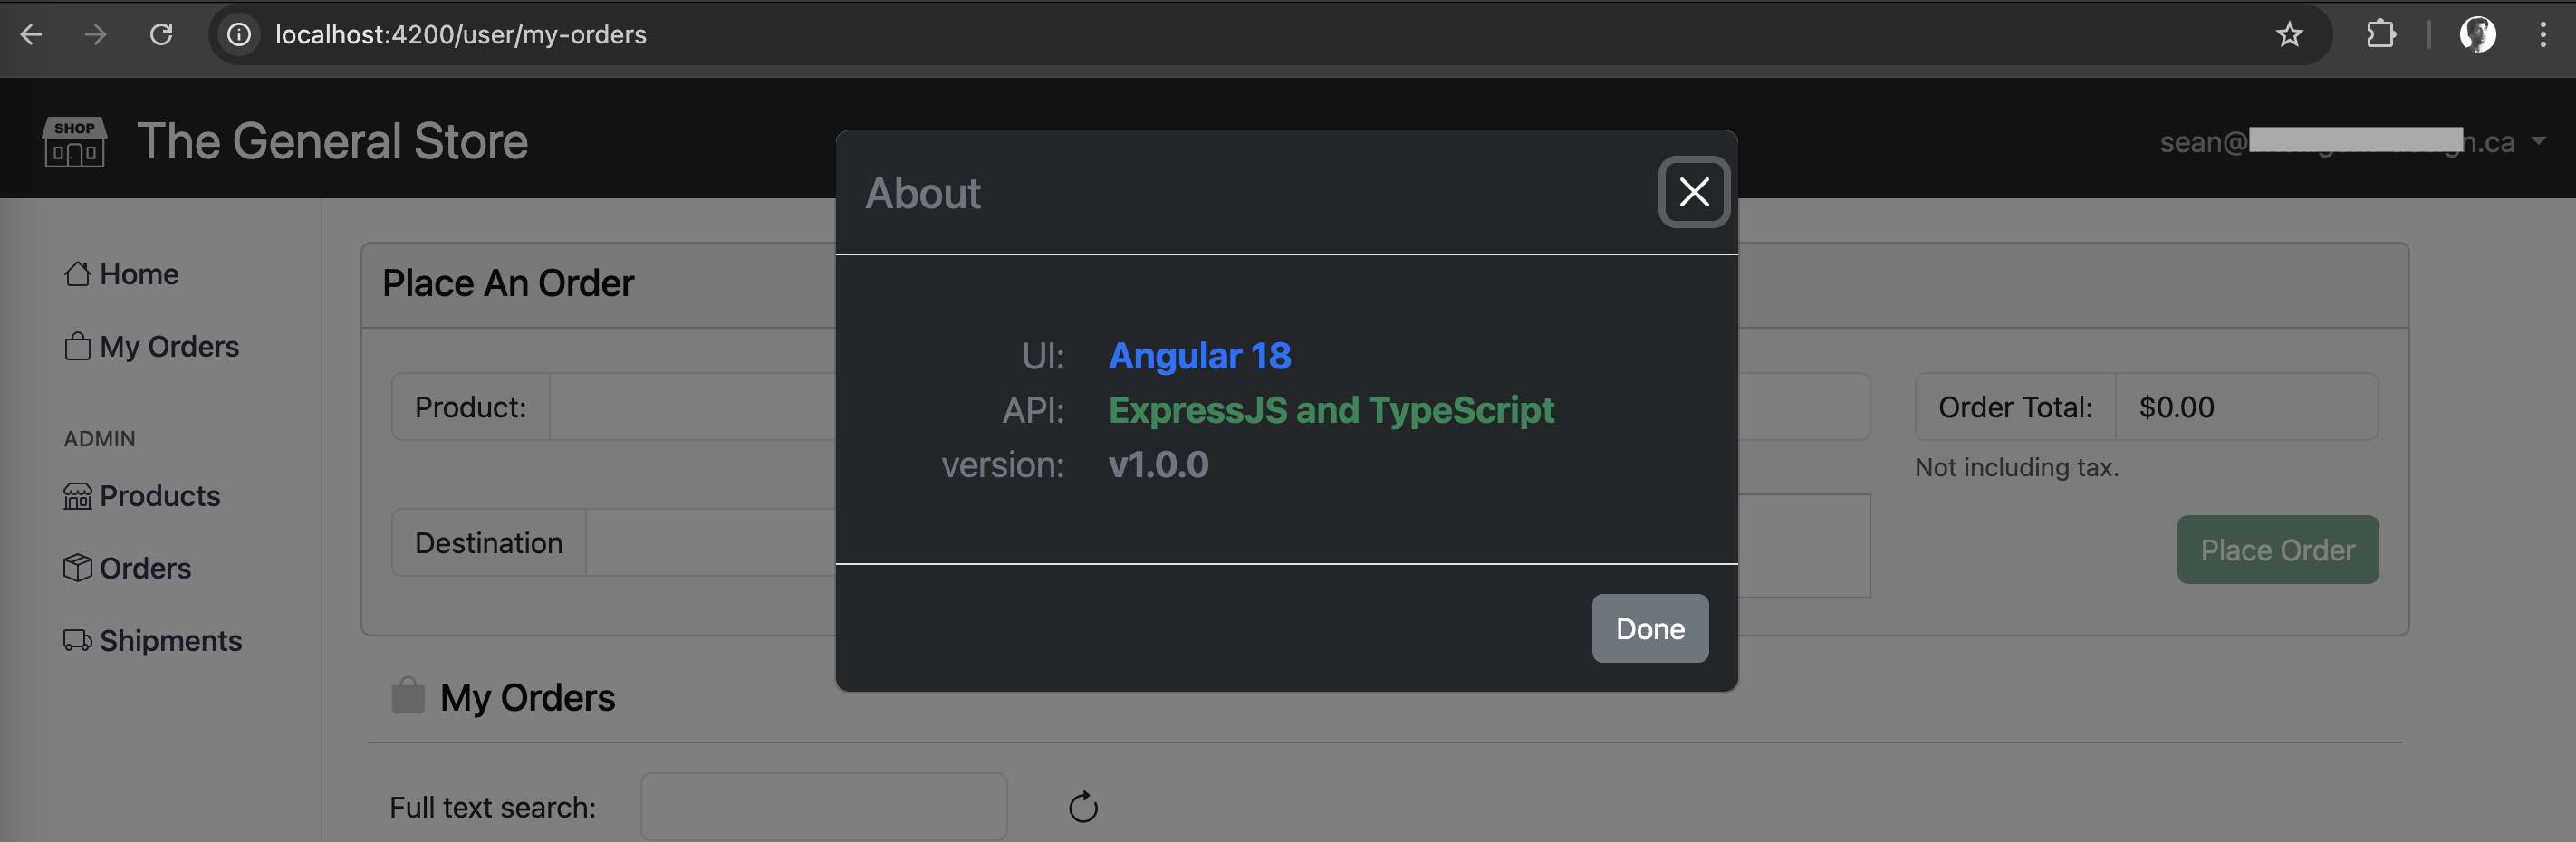 localhost:4200/user/my-orders
SHOP
The General Store
sean@ n.ca
About
Home
My Orders
ADMIN
Products
Orders
Shipments
Place An Order
Product:
Destination
Order Total: $0.00
Not including tax.
Place Order
UI: Angular 18
API: ExpressJS and TypeScript
version: v1.0.0
Done
My Orders
Full text search: